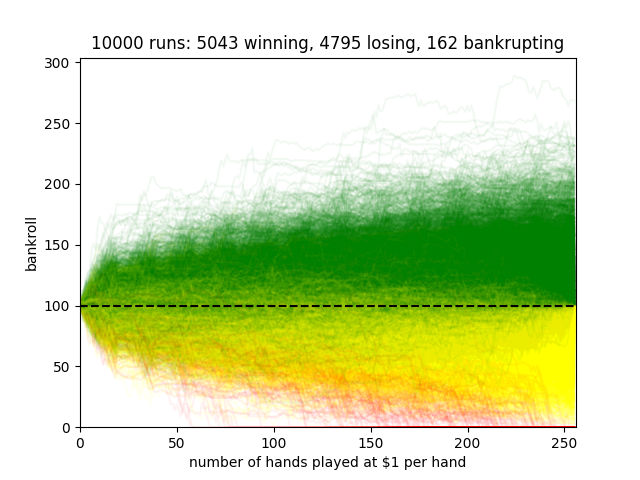 10000 runs: 5043 winning, 4795 losing, 162 bankrupting
300
250
200
150
100
50
0
bankroll
0 50 100 150 200 250
number of hands played at $1 per hand